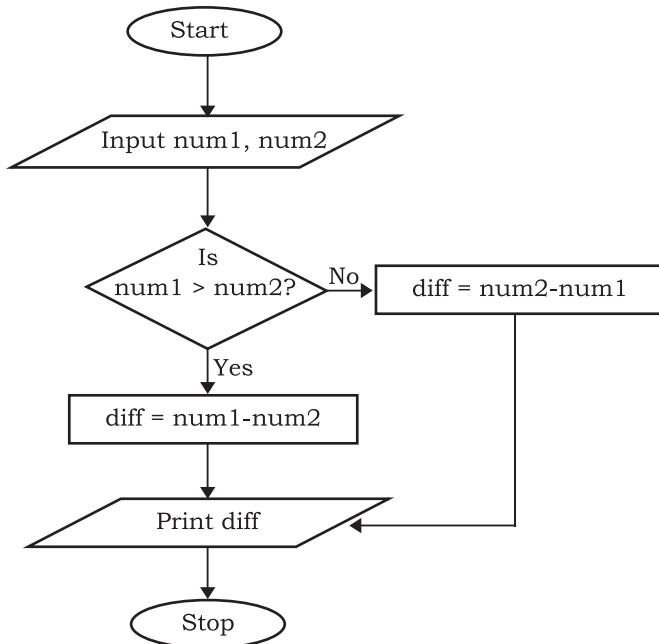 Start
Input num1, num2
Is
num1 > num2?
No
diff = num2-num1
Yes
diff = num1-num2
Print diff
Stop